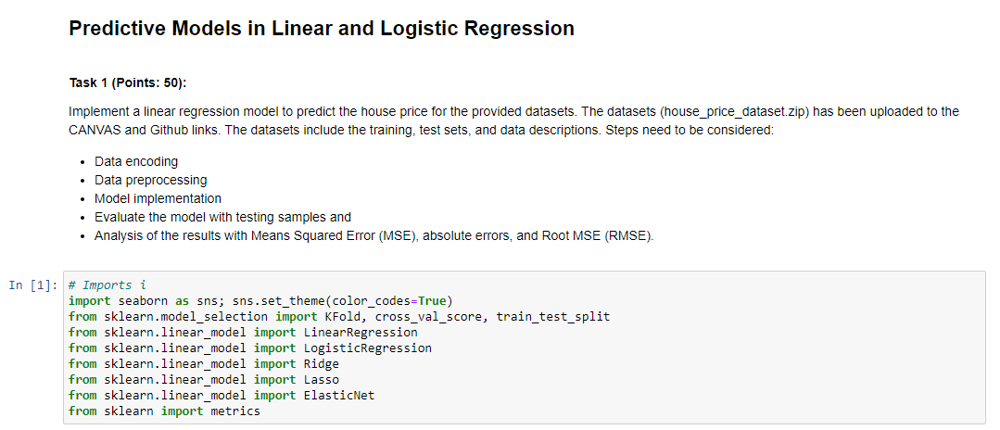 Predictive Models in Linear and Logistic Regression
Task 1 (Points: 50):
Implement a linear regression model to predict the house price for the provided datasets. The datasets (house_price_dataset.zip) has been uploaded to the
CANVAS and Github links. The datasets include the training, test sets, and data descriptions. Steps need to be considered:
• Data encoding
• Data preprocessing
• Model implementation
• Evaluate the model with testing samples and
• Analysis of the results with Means Squared Error (MSE), absolute errors, and Root MSE (RMSE).
In [1]: # Imports i
import seaborn as sns; sns.set_theme(color_codes=True)
from sklearn.model_selection import KFold, cross_val_score, train_test_split
from sklearn.linear_model import LinearRegression
from sklearn.linear_model import LogisticRegression
from sklearn.linear_model import Ridge
from sklearn.linear_model import Lasso
from sklearn.linear_model import ElasticNet
from sklearn import metrics